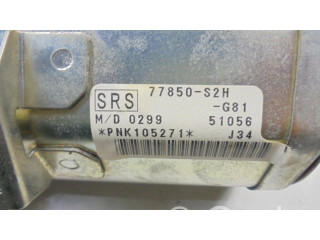 SRS 77850-S2H
-G81
M/D 0299 51056
*PNK105271* J34